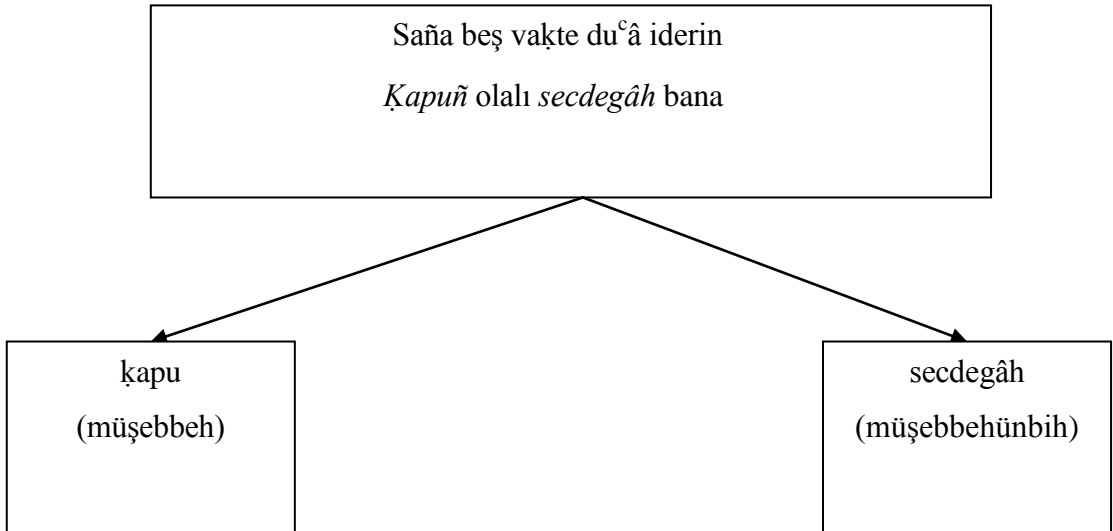 Saña beş vaḳte duᶜâ iderin
Ḳapuñ olalı secdegâh bana
ḳapu
(müşebbeh)
secdegâh
(müşebbehünbih)